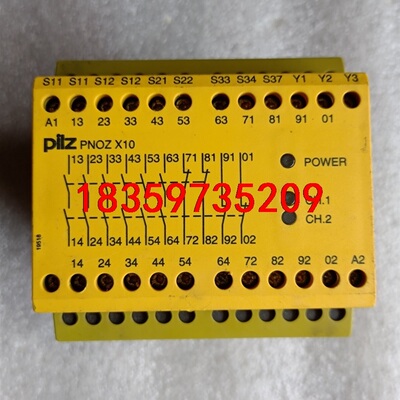 S11 S11 S12 S12 S21 S22 S33 S34 S37 Y1 Y2 Y3
A1 13 23 33 43 53 63 71 81 91 01
pilz PNOZ X10
13 23 33 43 53 63 71 81 91 01
POWER
18359735209
CH.1
CH.2
14 24 34 44 54 64 72 82 92 02
14 24 34 44 54 64 72 82 92 02 A2